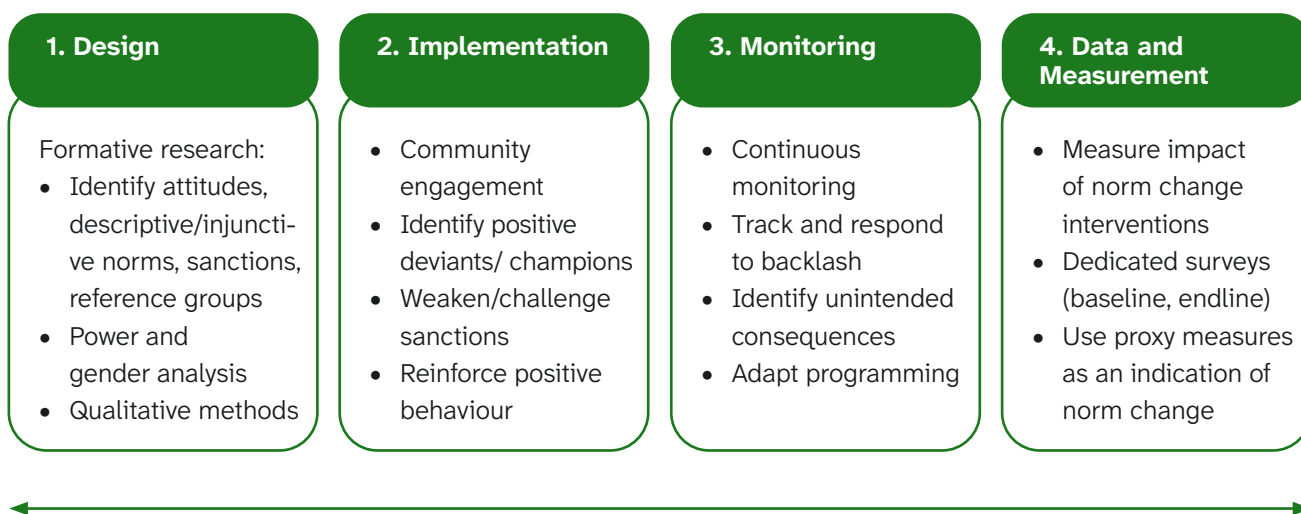 1. Design
Formative research:
• Identify attitudes,
descriptive/injuncti-
ve norms, sanctions,
reference groups
• Power and
gender analysis
• Qualitative methods
2. Implementation
• Community
engagement
• Identify positive
deviants/ champions
• Weaken/challenge
sanctions
• Reinforce positive
behaviour
3. Monitoring
• Continuous
monitoring
• Track and respond
to backlash
• Identify unintended
consequences
• Adapt programming
4. Data and
Measurement
• Measure impact
of norm change
interventions
• Dedicated surveys
(baseline, endline)
• Use proxy measures
as an indication of
norm change